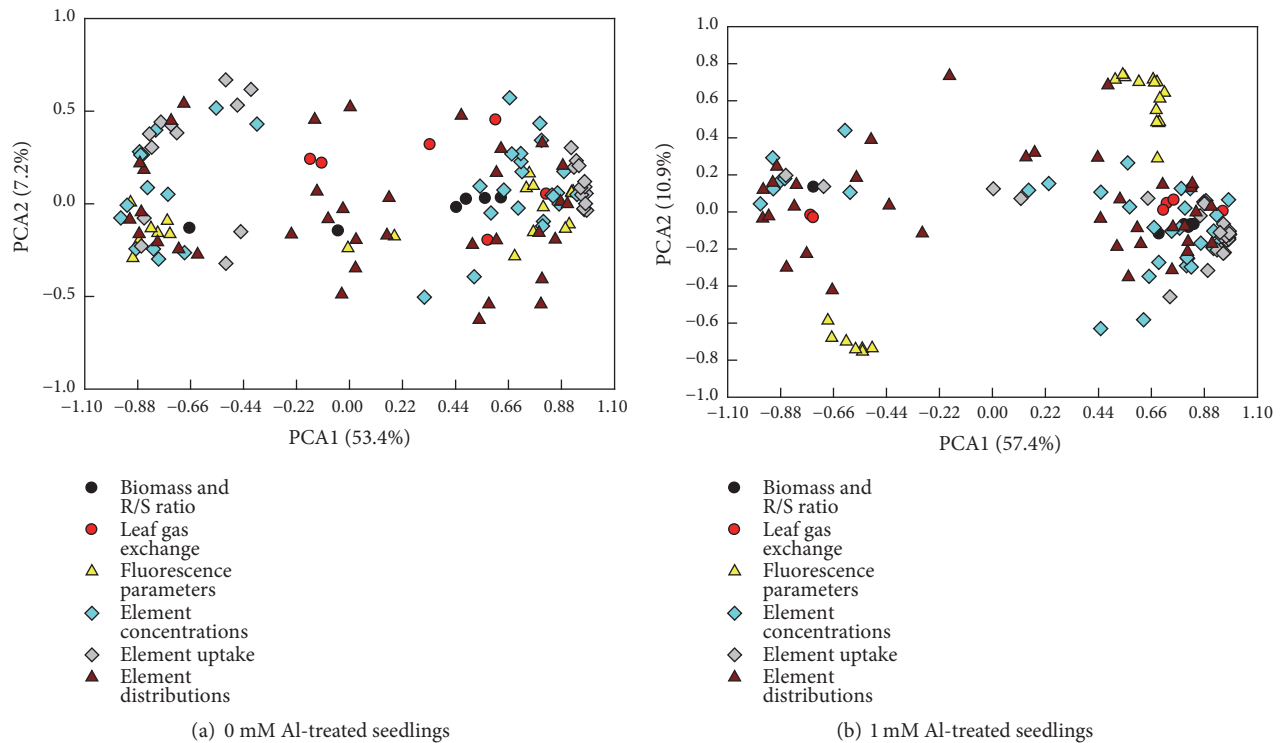 1.0
0.5
0.0
−0.5
−1.0
PCA2 (7.2%)
−1.10 −0.88 −0.66 −0.44 −0.22 0.00 0.22 0.44 0.66 0.88 1.10
PCA1 (53.4%)
Biomass and
R/S ratio
Leaf gas
exchange
Fluorescence
parameters
Element
concentrations
Element uptake
Element
distributions
(a) 0 mM Al-treated seedlings
1.0
0.8
0.6
0.4
0.2
0.0
−0.2
−0.4
−0.6
−0.8
−1.0
PCA2 (10.9%)
−1.10 −0.88 −0.66 −0.44 −0.22 0.00 0.22 0.44 0.66 0.88 1.10
PCA1 (57.4%)
Biomass and
R/S ratio
Leaf gas
exchange
Fluorescence
parameters
Element
concentrations
Element uptake
Element
distributions
(b) 1 mM Al-treated seedlings